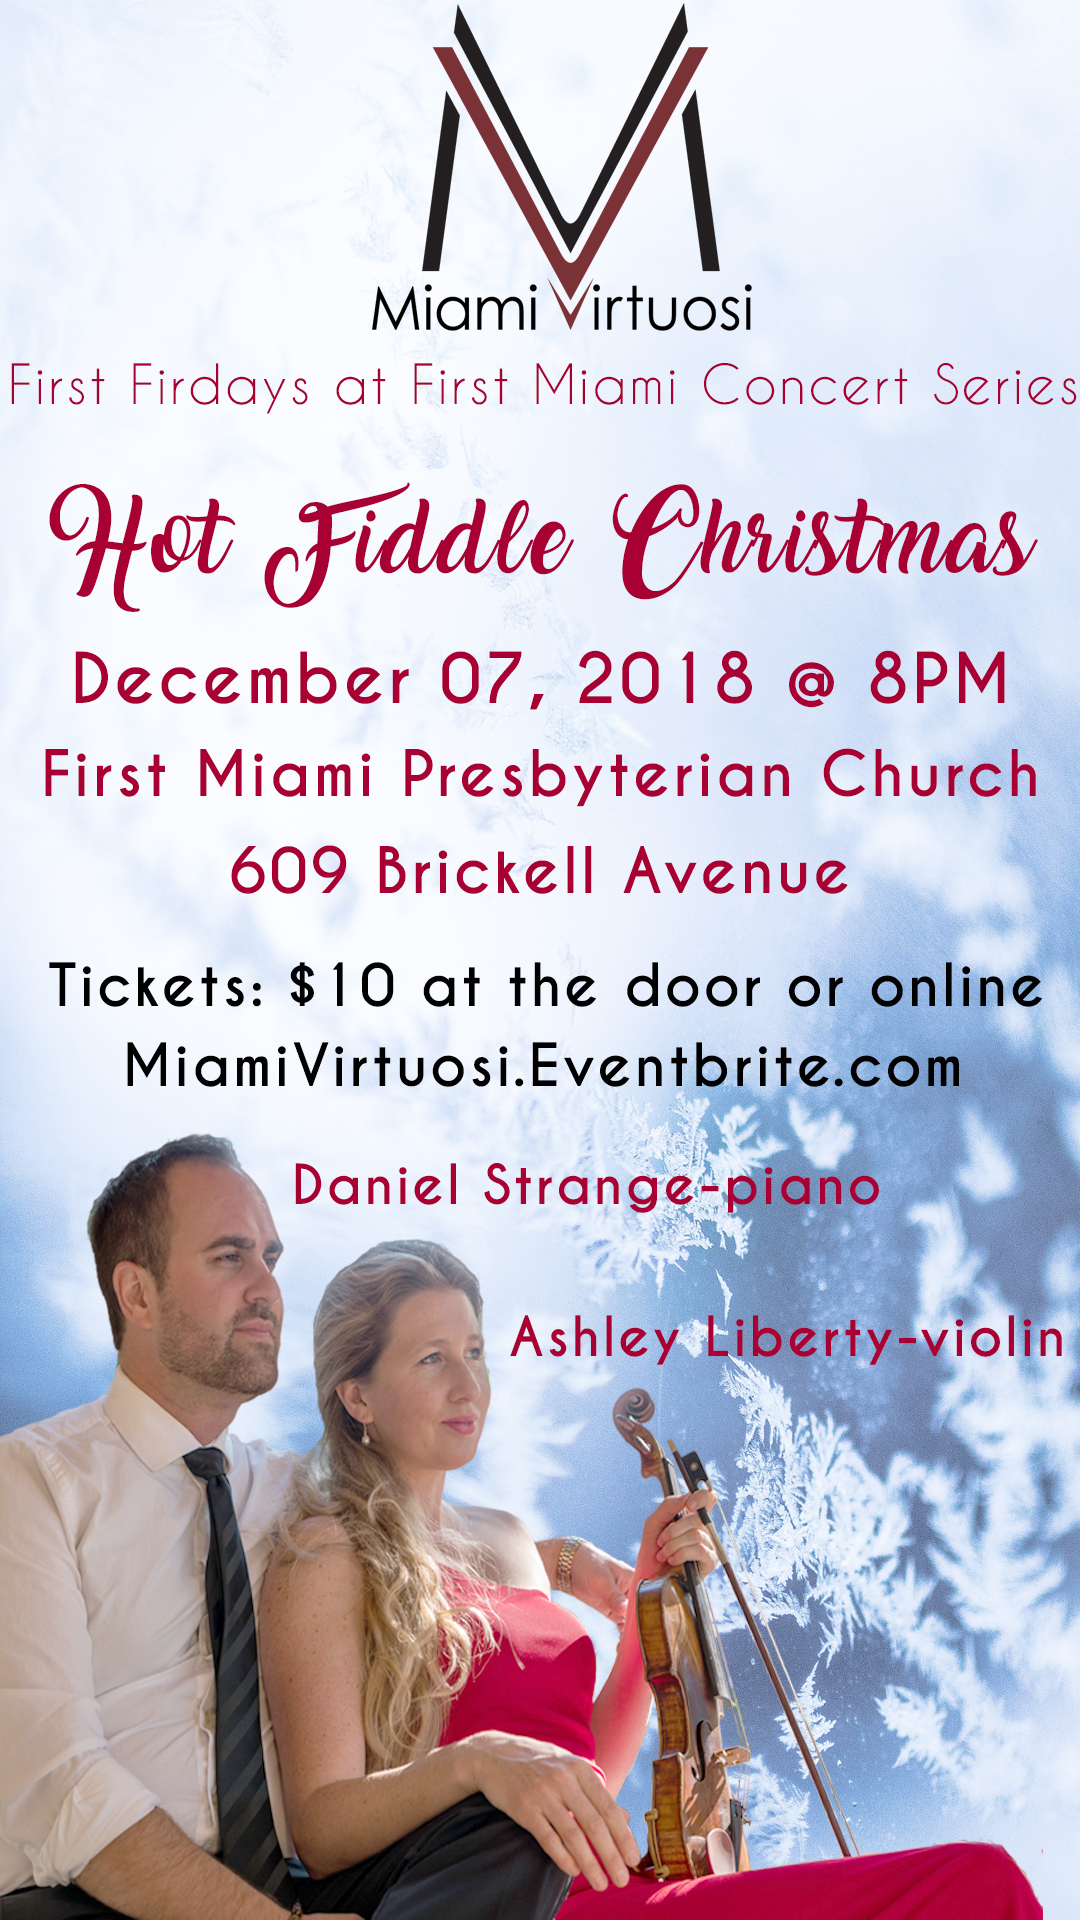 Miami Virtuosi
First Firdays at First Miami Concert Series
Hot Fiddle Christmas
December 07, 2018 @ 8PM
First Miami Presbyterian Church
609 Brickell Avenue
Tickets: $10 at the door or online
MiamiVirtuosi.Eventbrite.com
Daniel Strange-piano
Ashley Liberty-violin